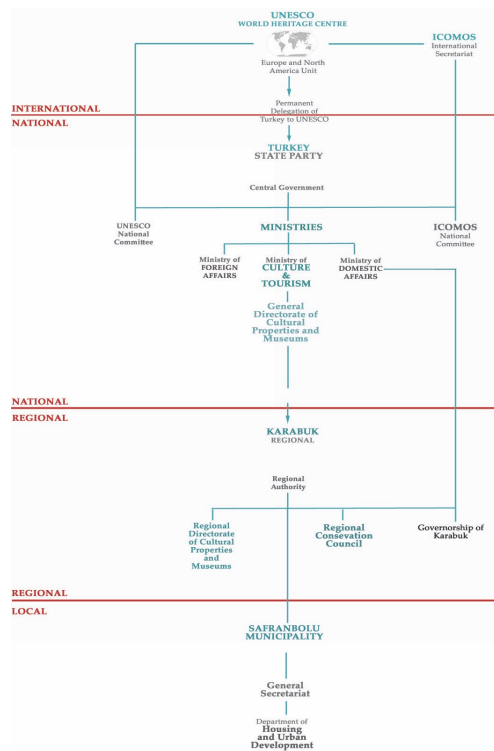 UNESCO
WORLD HERITAGE CENTRE
ICOMOS
International
Secretariat
Europe and North
America Unit
Permanent
Delegation of
Turkey to UNESCO
INTERNATIONAL
NATIONAL
TURKEY
STATE PARTY
Central Government
UNESCO
National
Committee
MINISTRIES
ICOMOS
National
Committee
Ministry of
FOREIGN
AFFAIRS
Ministry of
CULTURE
&
TOURISM
Ministry of
DOMESTIC
AFFAIRS
General
Directorate of
Cultural
Properties and
Museums
NATIONAL
REGIONAL
KARABUK
REGIONAL
Regional
Authority
Regional
Directorate
of Cultural
Properties
and
Museums
Regional
Consevation
Council
Governorship of
Karabuk
REGIONAL
LOCAL
SAFRANBOLU
MUNICIPALITY
General
Secretariat
Department of
Housing
and Urban
Development